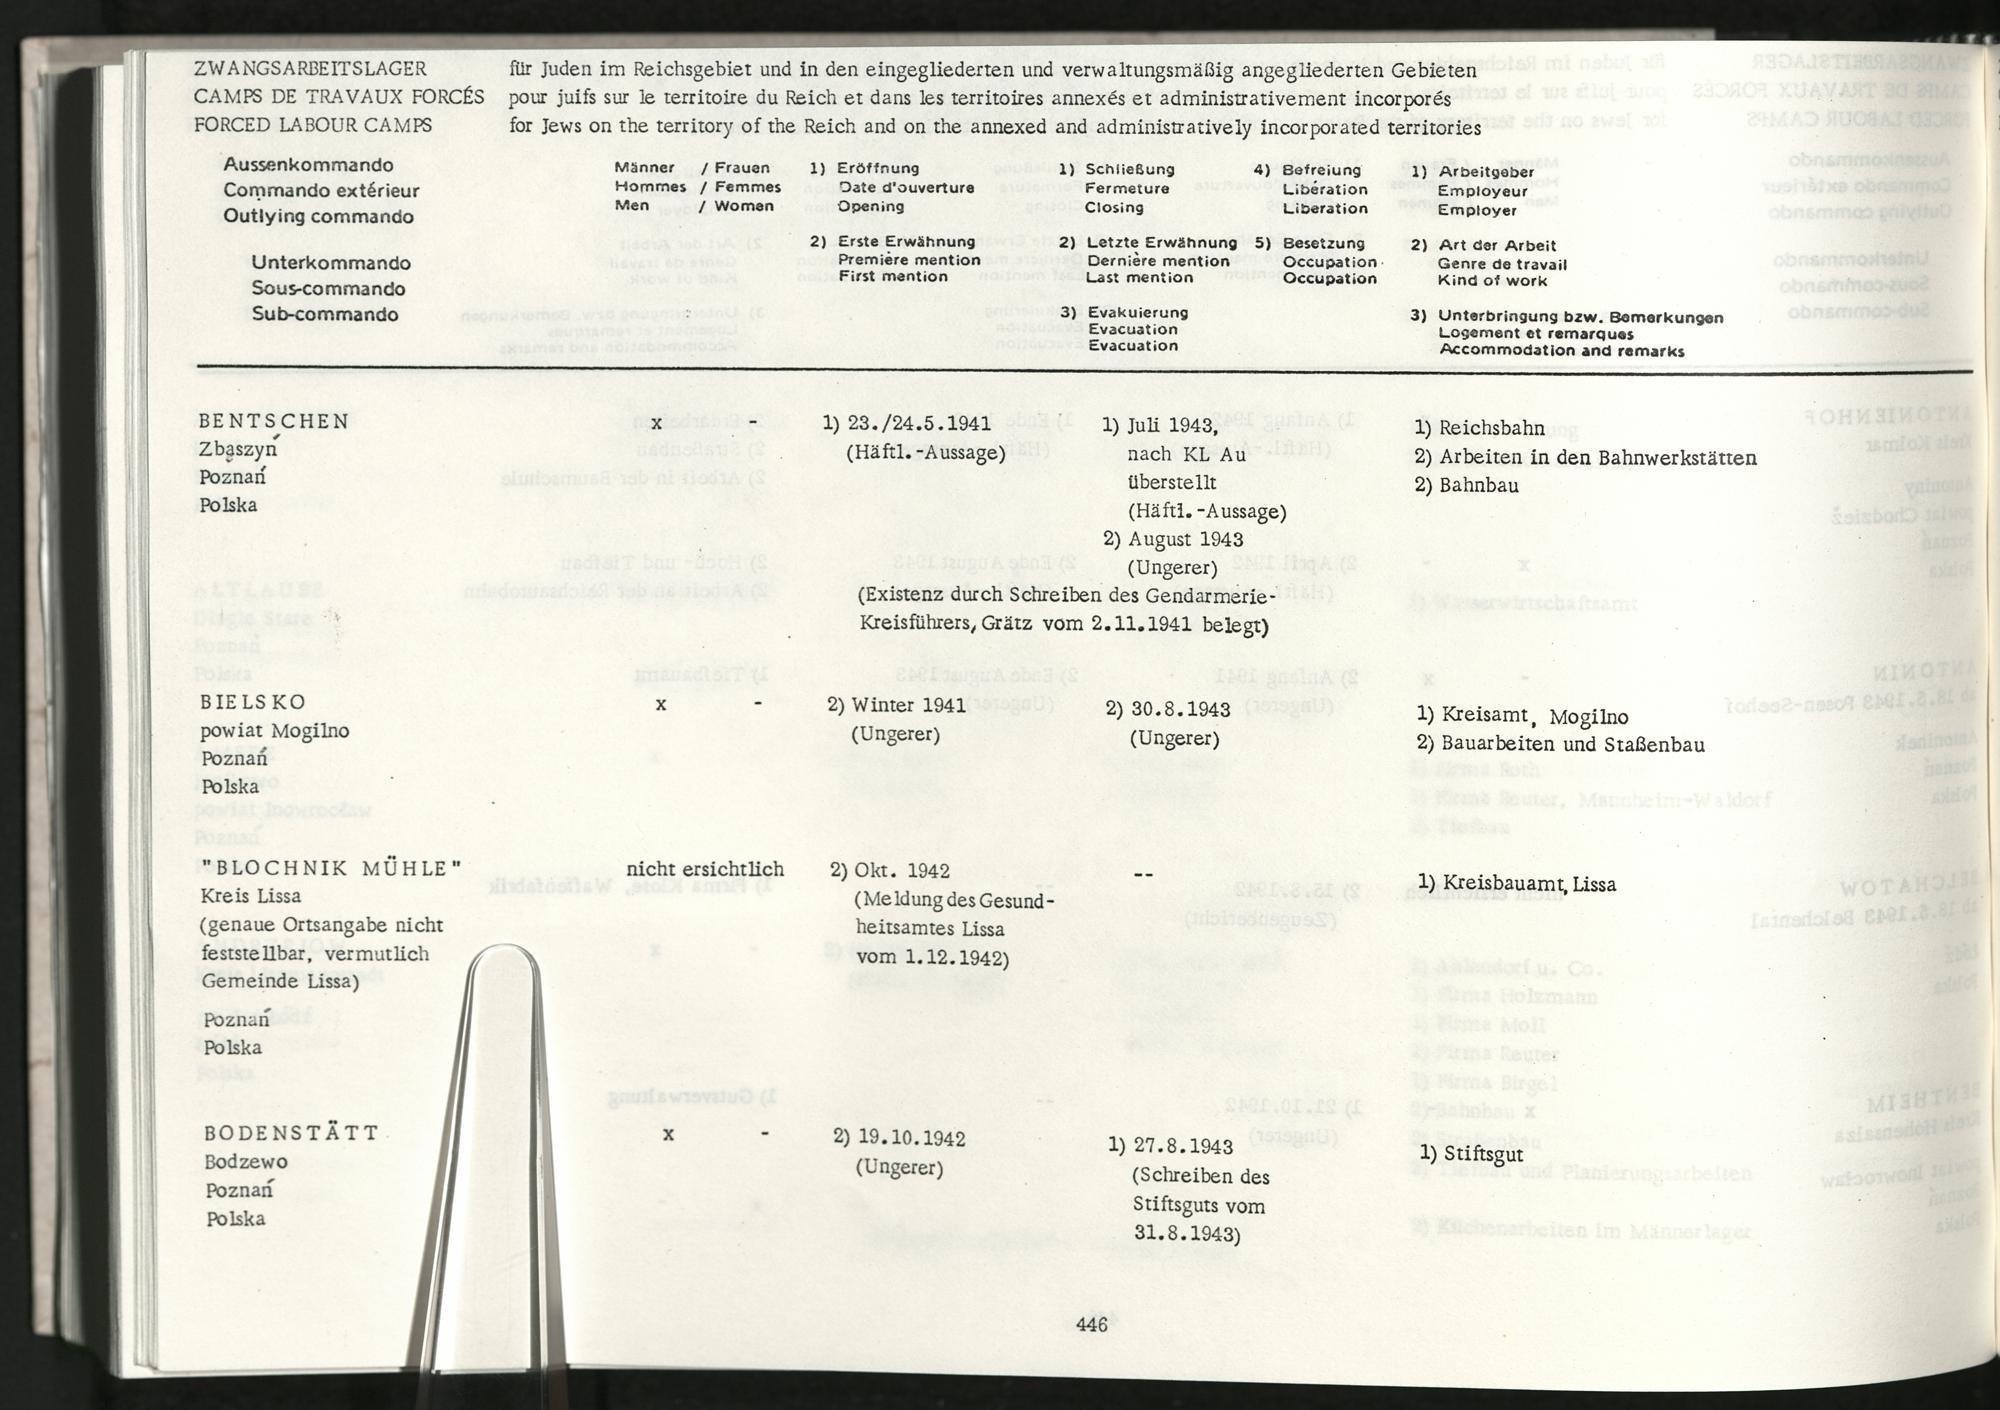 ZWANGSARBEITSLAGER für Juden im Reichsgebiet und in den eingegliederten und verwaltungsmäßig angegliederten Gebieten
CAMPS DE TRAVAUX FORCÉS pour juifs sur le territoire du Reich et dans les territoires annexés et administrativement incorporés
FORCED LABOUR CAMPS for Jews on the territory of the Reich and on the annexed and administratively incorporated territories
Aussenkommando
Commando extérieur
Outlying commando
Unterkommando
Sous-commando
Sub-commando
Männer / Frauen
Hommes / Femmes
Men / Women
1) Eröffnung
Date d'ouverture
Opening
2) Erste Erwähnung
Première mention
First mention
1) Schließung
Fermeture
Closing
2) Letzte Erwähnung
Dernière mention
Last mention
3) Evakuierung
Evacuation
Evacuation
4) Befreiung
Libération
Liberation
5) Besetzung
Occupation
Occupation
1) Arbeitgeber
Employeur
Employer
2) Art der Arbeit
Genre de travail
Kind of work
3) Unterbringung bzw. Bemerkungen
Logement et remarques
Accommodation and remarks
BENTSCHEN
Zbąszyń
Poznań
Polska
x -
1) 23./24.5.1941
(Häftl.-Aussage)
1) Juli 1943,
nach KL Au
überstellt
(Häftl.-Aussage)
2) August 1943
(Ungerer)
(Existenz durch Schreiben des Gendarmerie-
Kreisführers, Grätz vom 2.11.1941 belegt)
1) Reichsbahn
2) Arbeiten in den Bahnwerkstätten
2) Bahnbau
BIELSKO
powiat Mogilno
Poznań
Polska
x -
2) Winter 1941
(Ungerer)
2) 30.8.1943
(Ungerer)
1) Kreisamt, Mogilno
2) Bauarbeiten und Staßenbau
"BLOCHNIK MÜHLE"
Kreis Lissa
(genaue Ortsangabe nicht
feststellbar, vermutlich
Gemeinde Lissa)
Poznań
Polska
nicht ersichtlich
2) Okt. 1942
(Meldung des Gesund-
heitsamtes Lissa
vom 1.12.1942)
--
1) Kreisbauamt, Lissa
BODENSTÄTT
Bodzewo
Poznań
Polska
x -
2) 19.10.1942
(Ungerer)
1) 27.8.1943
(Schreiben des
Stiftsguts vom
31.8.1943)
1) Stiftsgut
446